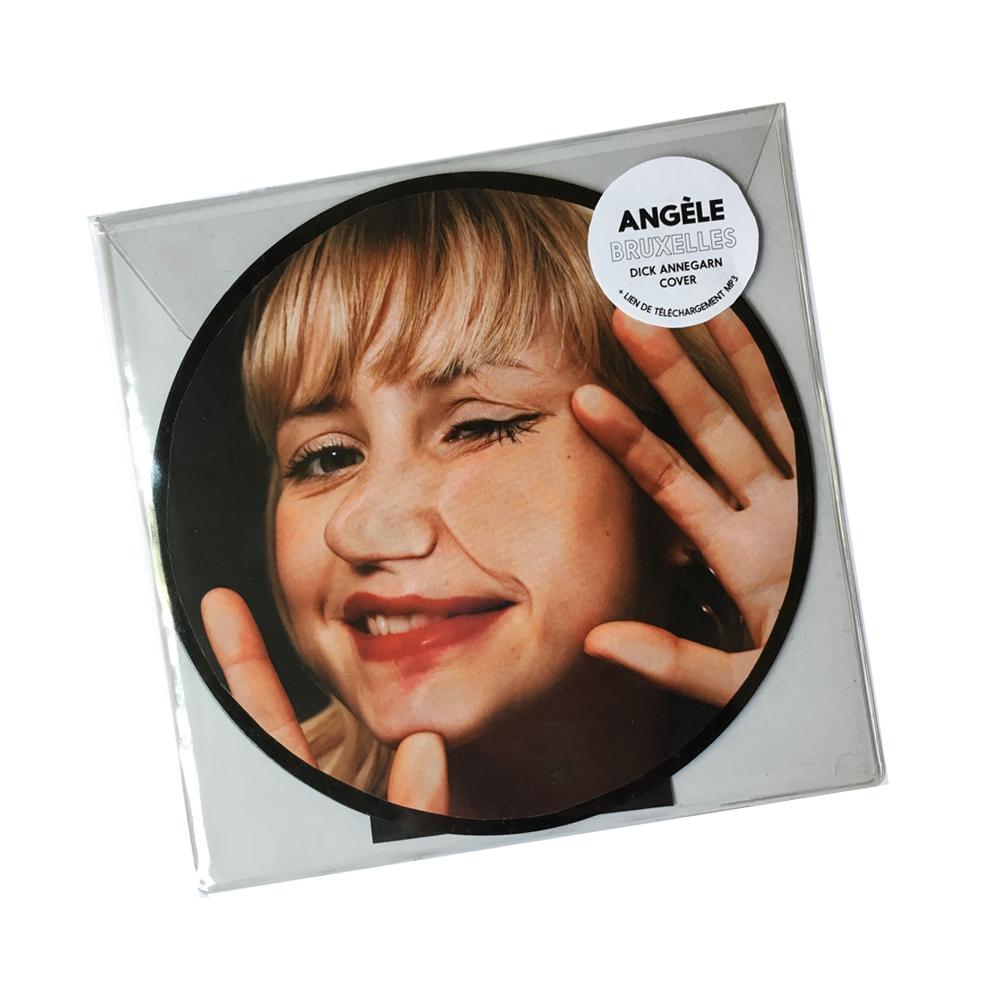 ANGÈLE
BRUXELLES
DICK ANNEGARN
COVER
+ LIEN DE TÉLÉCHARGEMENT MP3